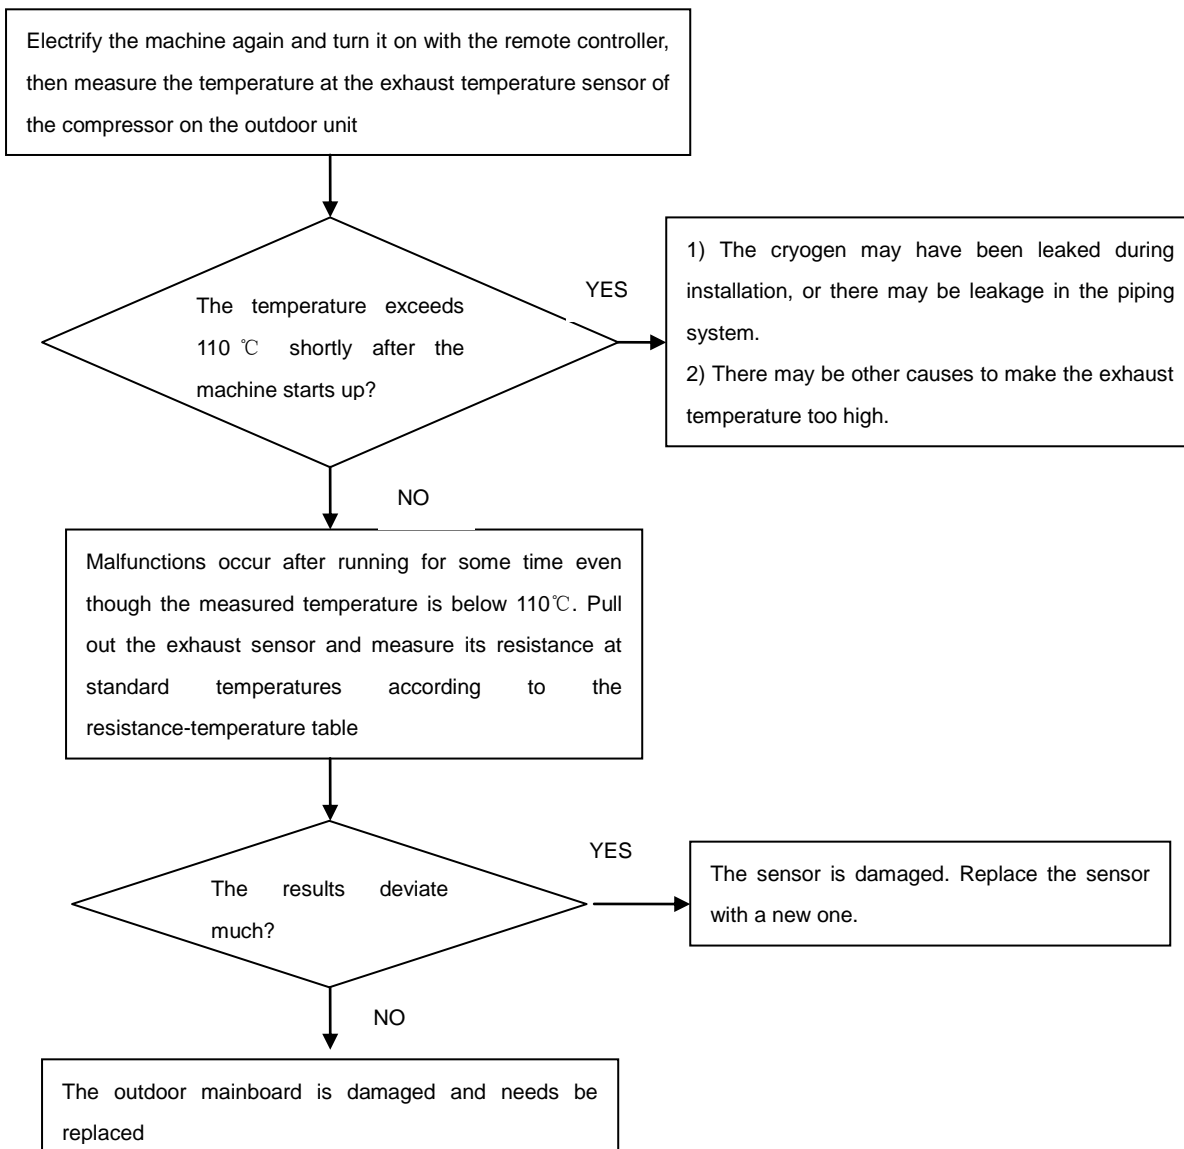 Electrify the machine again and turn it on with the remote controller,
then measure the temperature at the exhaust temperature sensor of
the compressor on the outdoor unit
The temperature exceeds
110 ℃ shortly after the
machine starts up?
YES
1) The cryogen may have been leaked during
installation, or there may be leakage in the piping
system.
2) There may be other causes to make the exhaust
temperature too high.
NO
Malfunctions occur after running for some time even
though the measured temperature is below 110℃. Pull
out the exhaust sensor and measure its resistance at
standard temperatures according to the
resistance-temperature table
The results deviate
much?
YES
The sensor is damaged. Replace the sensor
with a new one.
NO
The outdoor mainboard is damaged and needs be
replaced